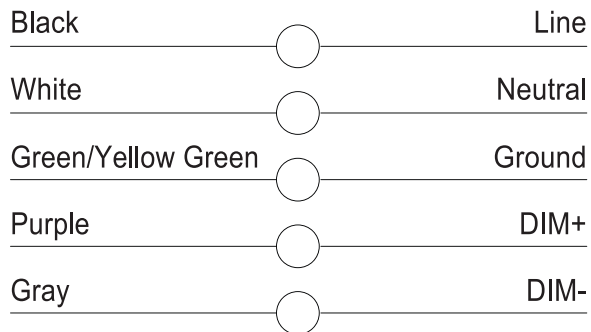 Black Line
White Neutral
Green/Yellow Green Ground
Purple DIM+
Gray DIM-